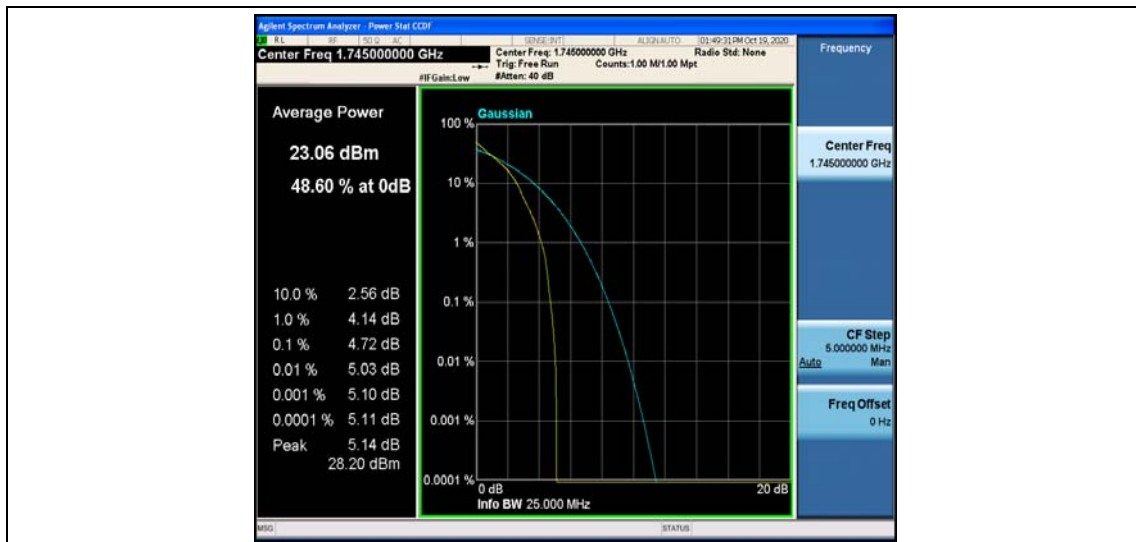 Agilent Spectrum Analyzer - Power Stat CCDF
RL RF 50 Ω AC SENSE:INT ALIGN AUTO 01:49:31 PM Oct 19, 2020
Center Freq 1.745000000 GHz
Center Freq: 1.745000000 GHz Radio Std: None
Trig: Free Run Counts:1.00 M/1.00 Mpt
#IFGain:Low #Atten: 40 dB
Frequency
Average Power
23.06 dBm
48.60 % at 0dB
10.0 % 2.56 dB
1.0 % 4.14 dB
0.1 % 4.72 dB
0.01 % 5.03 dB
0.001 % 5.10 dB
0.0001 % 5.11 dB
Peak 5.14 dB
28.20 dBm
Gaussian
100 %
10 %
1 %
0.1 %
0.01 %
0.001 %
0.0001 %
0 dB 20 dB
Info BW 25.000 MHz
Center Freq
1.745000000 GHz
CF Step
5.000000 MHz
Auto Man
Freq Offset
0 Hz
MSG STATUS